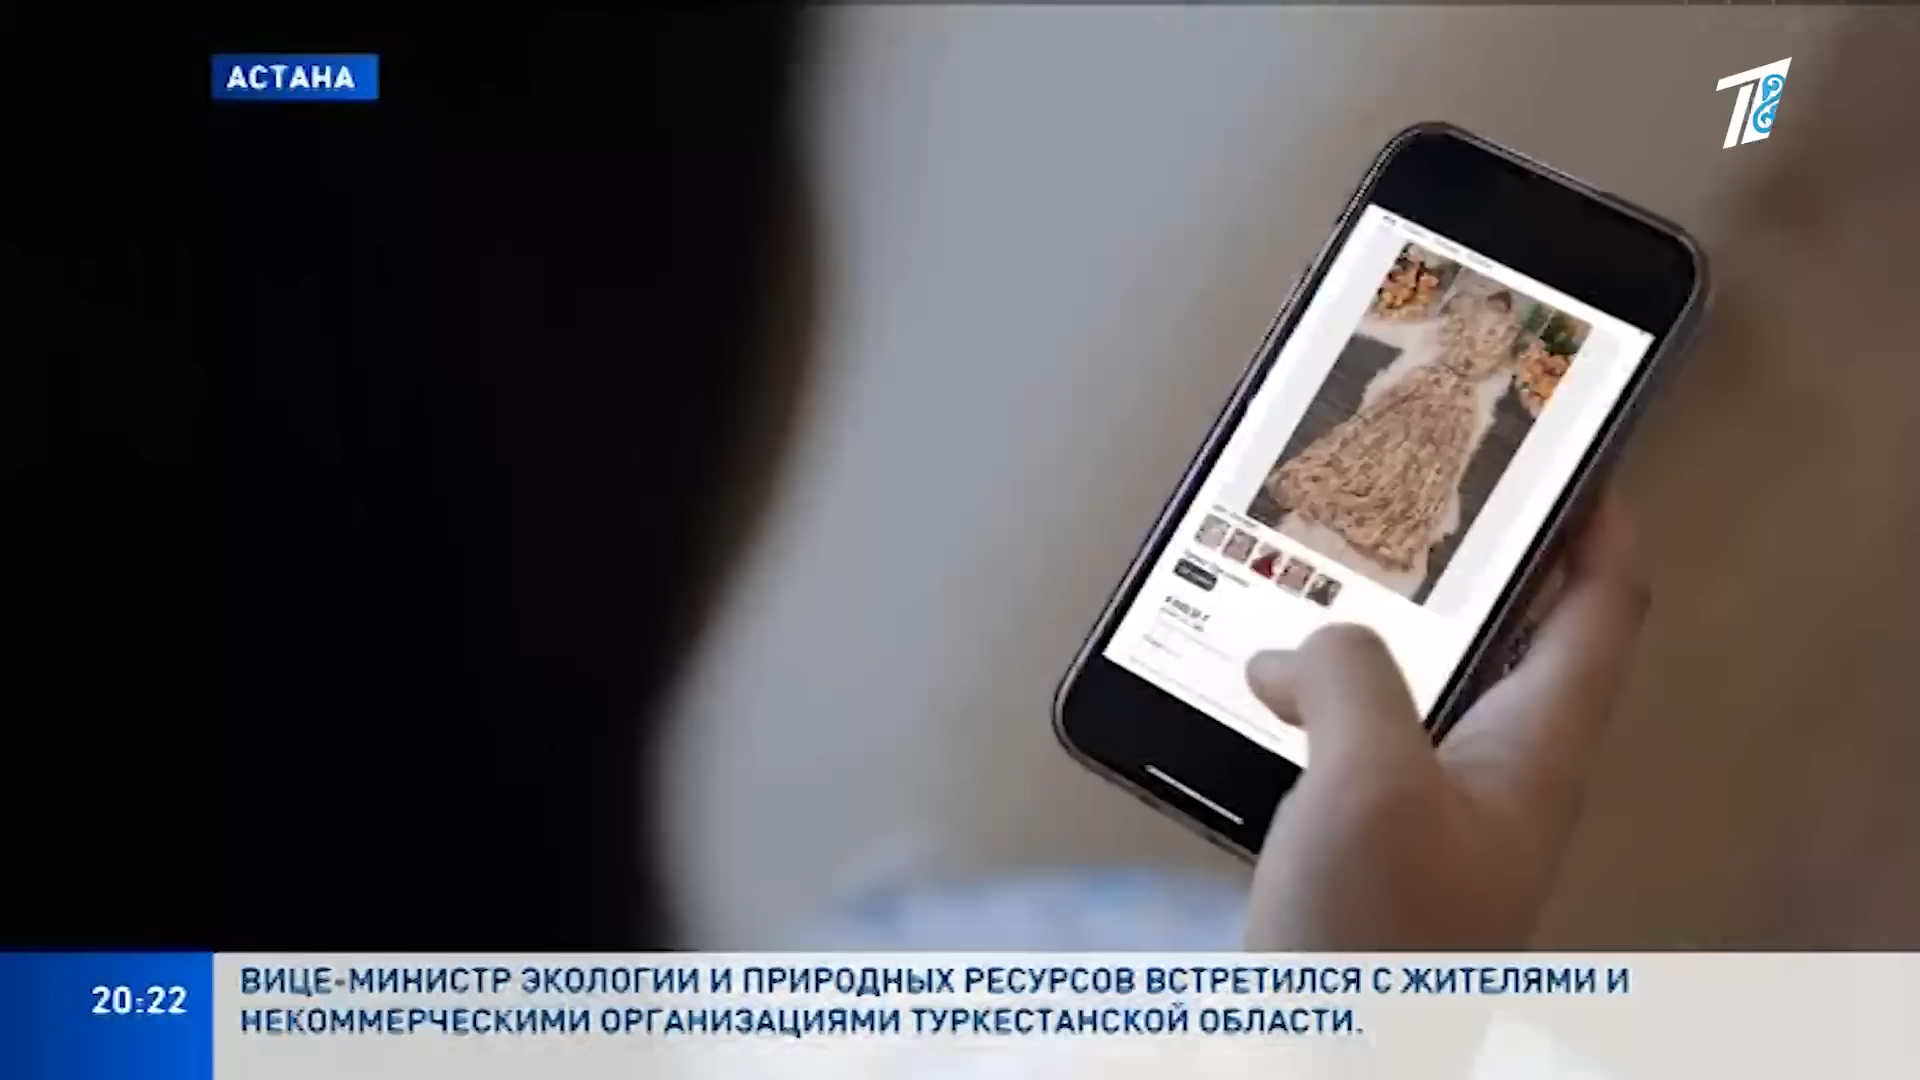 АСТАНА
20:22
ВИЦЕ-МИНИСТР ЭКОЛОГИИ И ПРИРОДНЫХ РЕСУРСОВ ВСТРЕТИЛСЯ С ЖИТЕЛЯМИ И
НЕКОММЕРЧЕСКИМИ ОРГАНИЗАЦИЯМИ ТУРКЕСТАНСКОЙ ОБЛАСТИ.